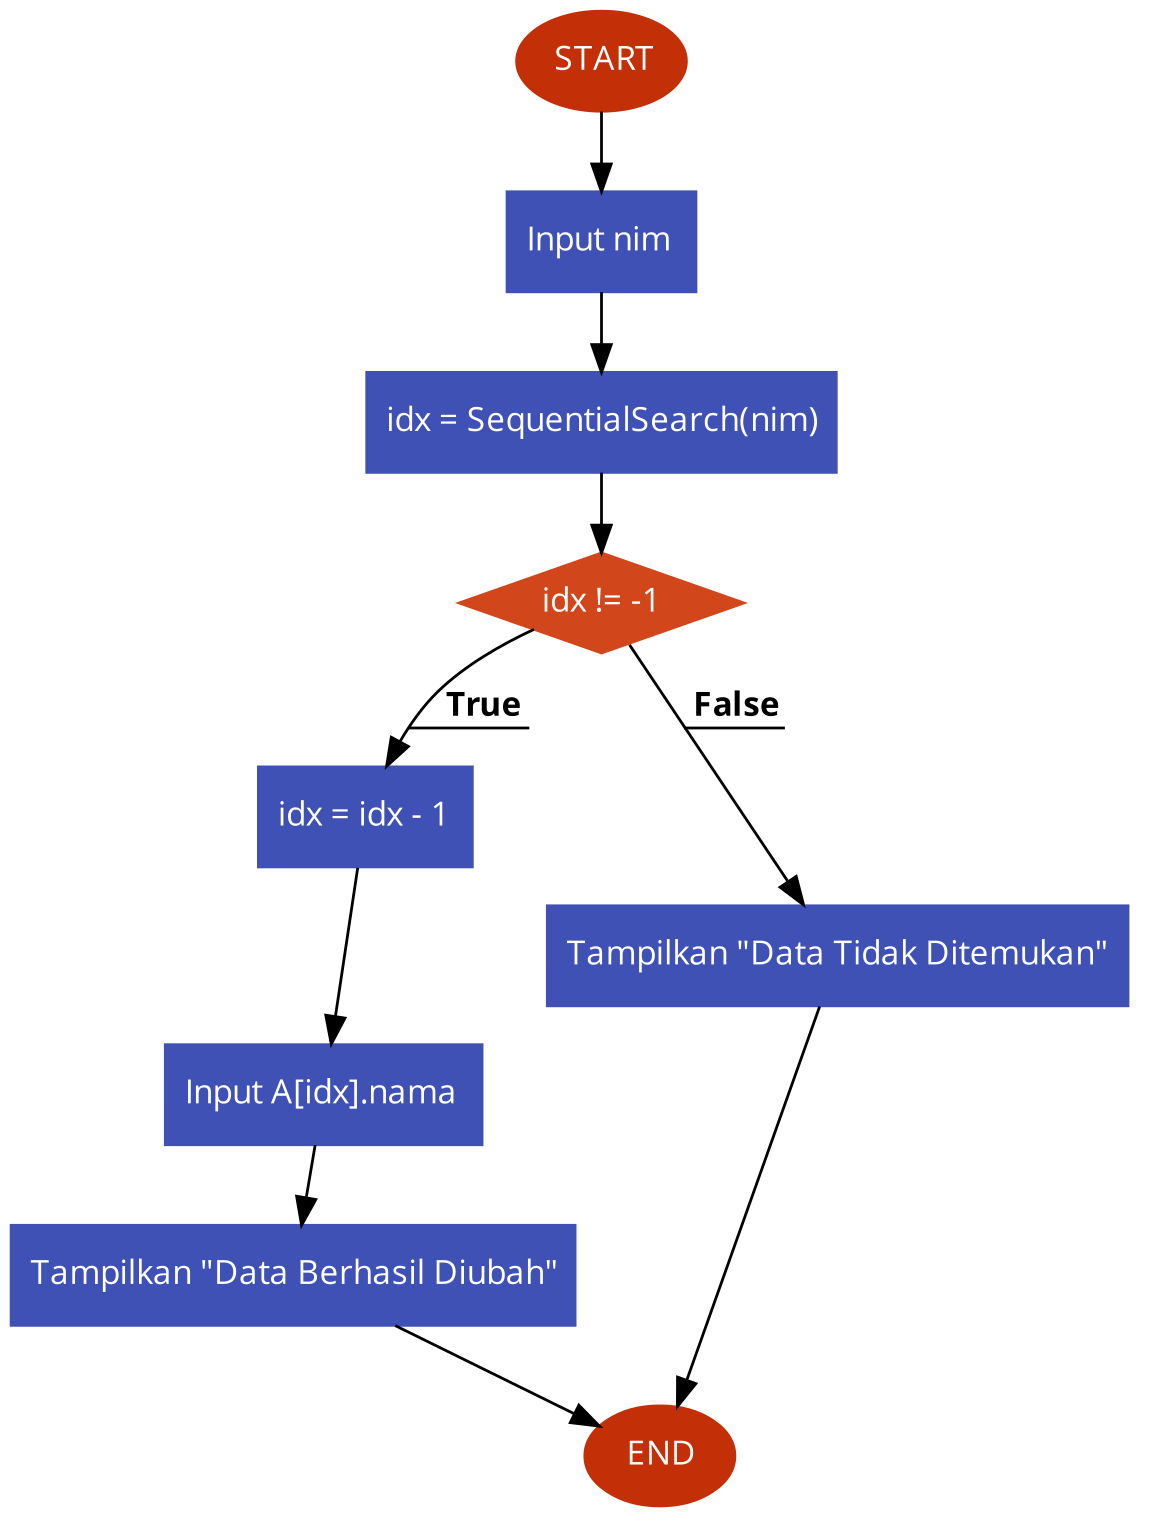 START
Input nim
idx = SequentialSearch(nim)
idx != -1
True
False
idx = idx - 1
Tampilkan "Data Tidak Ditemukan"
Input A[idx].nama
Tampilkan "Data Berhasil Diubah"
END